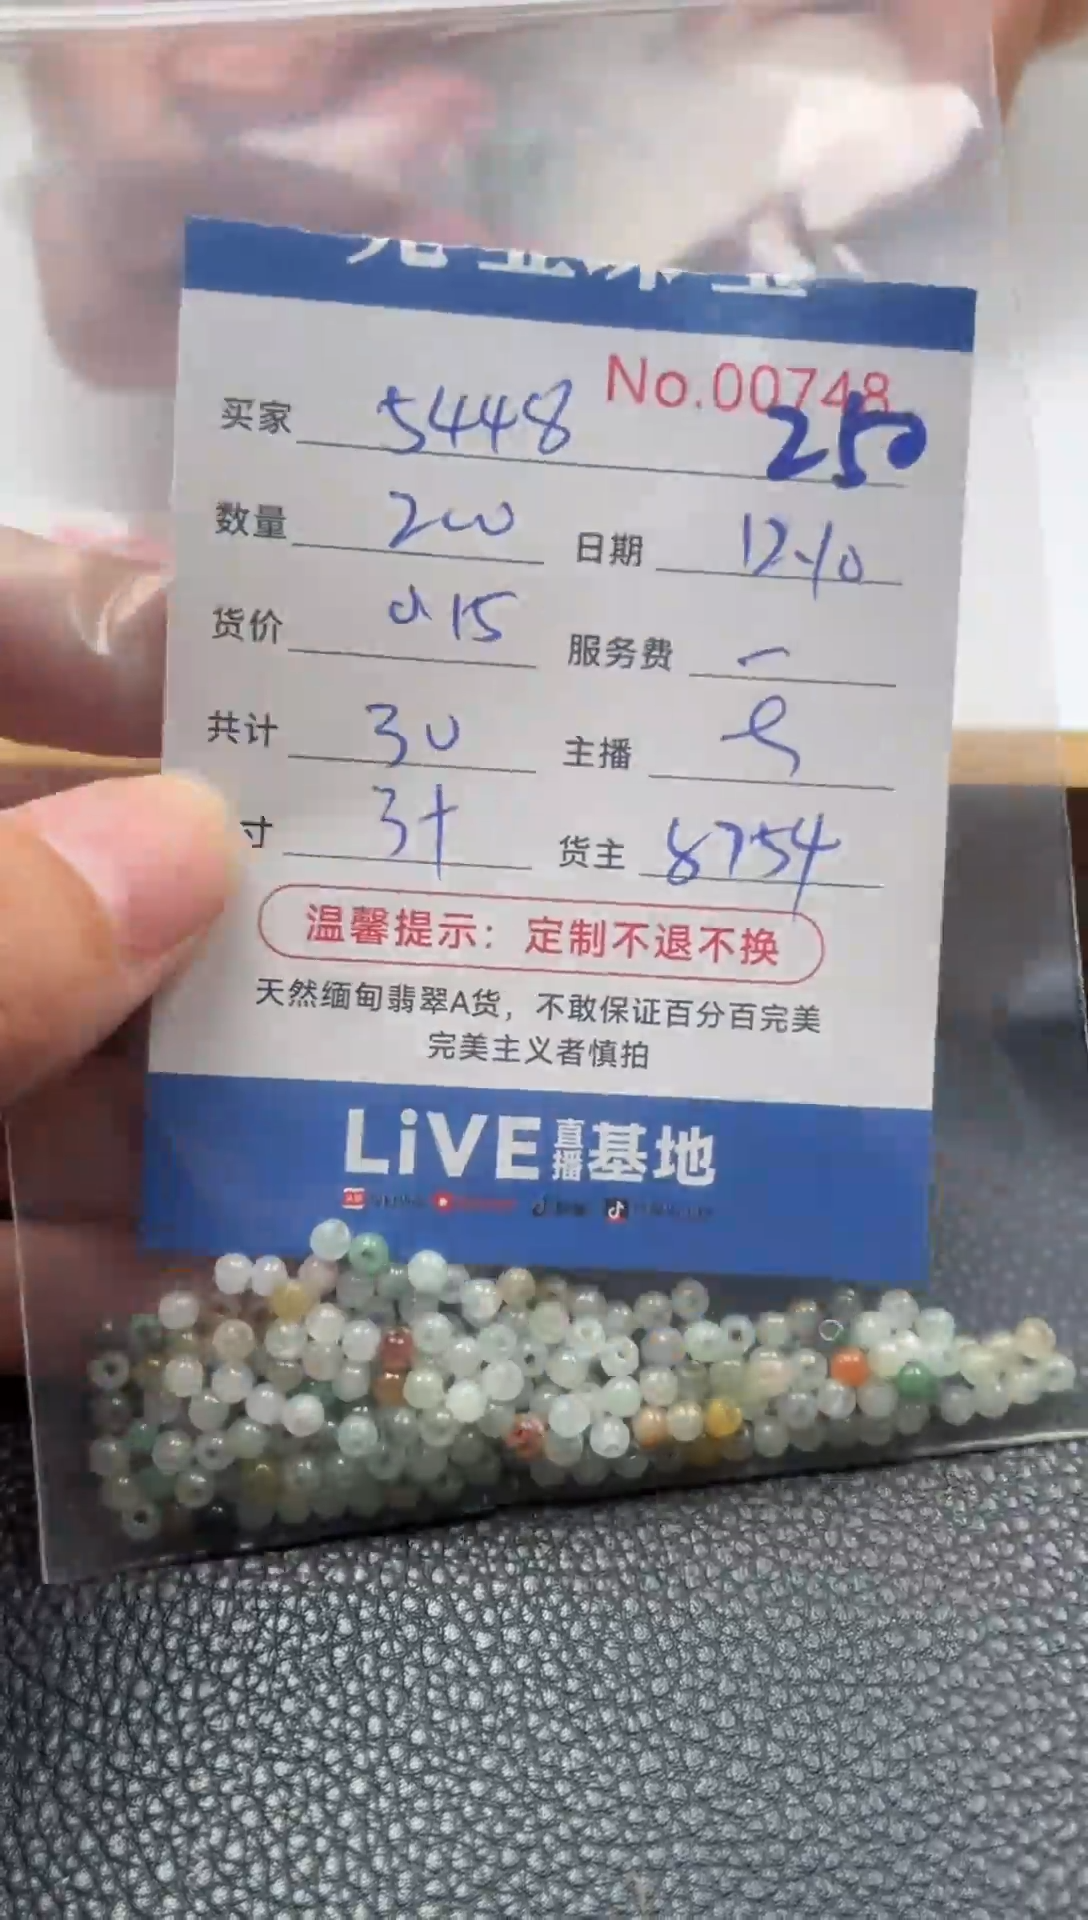 No.00748
买家 5448 250
数量 200 日期 12.10
货价 0.15 服务费 一
共计 30 主播
寸 3+ 货主 8754
温馨提示：定制不退不换
天然缅甸翡翠A货，不敢保证百分百完美
完美主义者慎拍
LiVE直播基地